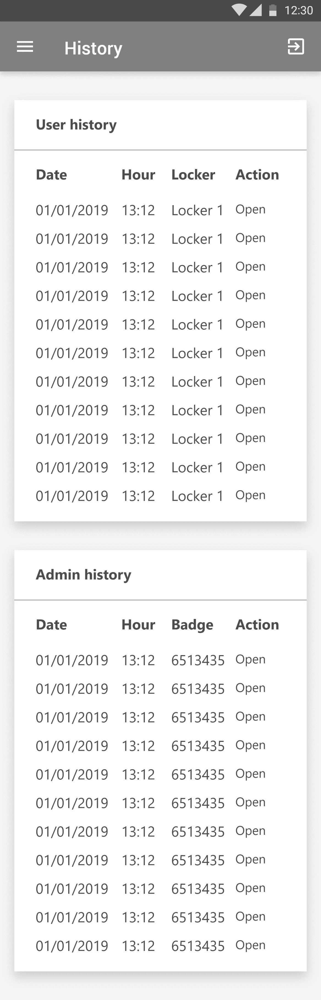 12:30
History
User history
Date Hour Locker Action
01/01/2019 13:12 Locker 1 Open
01/01/2019 13:12 Locker 1 Open
01/01/2019 13:12 Locker 1 Open
01/01/2019 13:12 Locker 1 Open
01/01/2019 13:12 Locker 1 Open
01/01/2019 13:12 Locker 1 Open
01/01/2019 13:12 Locker 1 Open
01/01/2019 13:12 Locker 1 Open
01/01/2019 13:12 Locker 1 Open
01/01/2019 13:12 Locker 1 Open
01/01/2019 13:12 Locker 1 Open
Admin history
Date Hour Badge Action
01/01/2019 13:12 6513435 Open
01/01/2019 13:12 6513435 Open
01/01/2019 13:12 6513435 Open
01/01/2019 13:12 6513435 Open
01/01/2019 13:12 6513435 Open
01/01/2019 13:12 6513435 Open
01/01/2019 13:12 6513435 Open
01/01/2019 13:12 6513435 Open
01/01/2019 13:12 6513435 Open
01/01/2019 13:12 6513435 Open
01/01/2019 13:12 6513435 Open